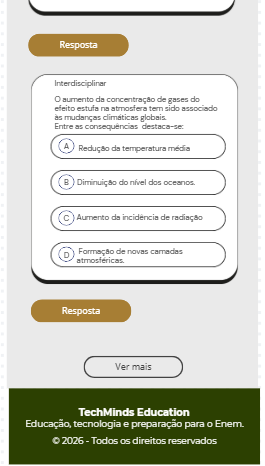 Resposta
Interdisciplinar
O aumento da concentração de gases do
efeito estufa na atmosfera tem sido associado
às mudanças climáticas globais.
Entre as consequências destaca-se:
A Redução da temperatura média
B Diminuição do nível dos oceanos.
C Aumento da incidência de radiação
D Formação de novas camadas
atmosféricas.
Resposta
Ver mais
TechMinds Education
Educação, tecnologia e preparação para o Enem.
© 2026 - Todos os direitos reservados